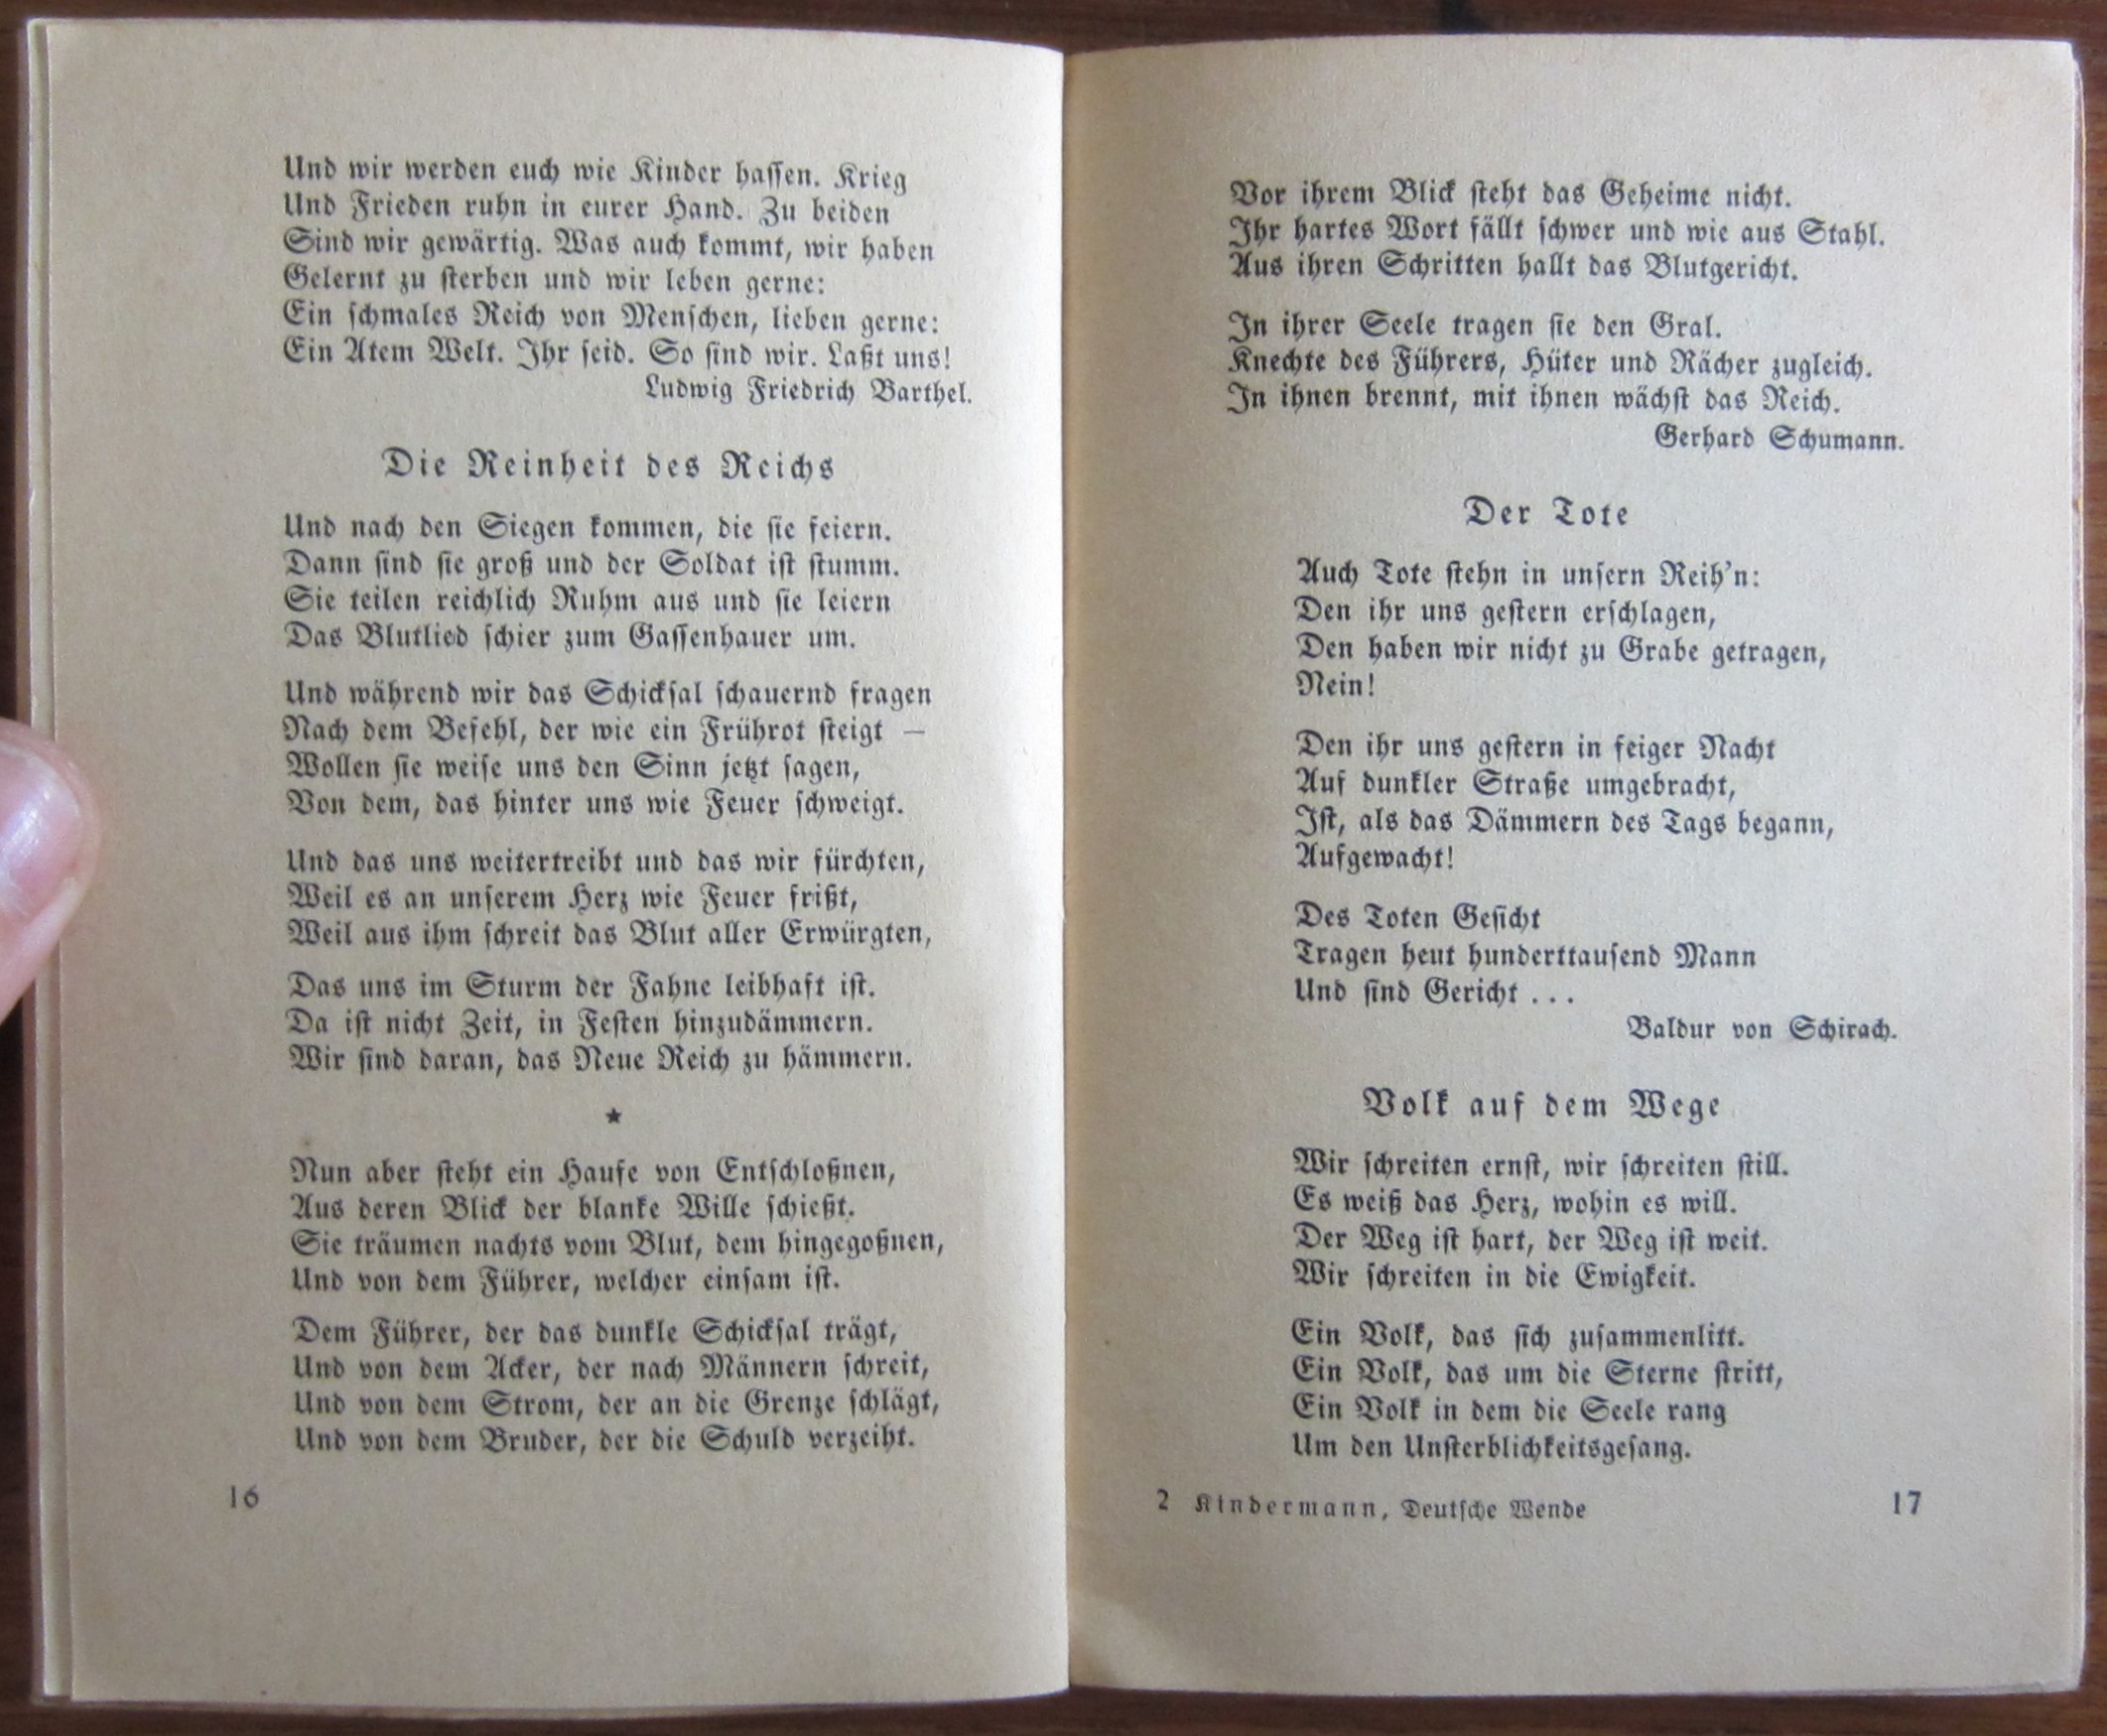 Und wir werden euch wie Kinder hassen. Krieg
Und Frieden ruhn in eurer Hand. Zu beiden
Sind wir gewärtig. Was auch kommt, wir haben
Gelernt zu sterben und wir leben gerne:
Ein schmales Reich von Menschen, lieben gerne:
Ein Atem Welt. Ihr seid. So sind wir. Laßt uns!
Ludwig Friedrich Barthel.
Die Reinheit des Reichs
Und nach den Siegen kommen, die sie feiern.
Dann sind sie groß und der Soldat ist stumm.
Sie teilen reichlich Ruhm aus und sie leiern
Das Blutlied schier zum Gassenhauer um.
Und während wir das Schicksal schauernd fragen
Nach dem Befehl, der wie ein Frührot steigt —
Wollen sie weise uns den Sinn jetzt sagen,
Von dem, das hinter uns wie Feuer schweigt.
Und das uns weitertreibt und das wir fürchten,
Weil es an unserem Herz wie Feuer frißt,
Weil aus ihm schreit das Blut aller Erwürgten,
Das uns im Sturm der Fahne leibhaft ist.
Da ist nicht Zeit, in Festen hinzudämmern.
Wir sind daran, das Neue Reich zu hämmern.
★
Nun aber steht ein Haufe von Entschloßnen,
Aus deren Blick der blanke Wille schießt.
Sie träumen nachts vom Blut, dem hingegoßnen,
Und von dem Führer, welcher einsam ist.
Dem Führer, der das dunkle Schicksal trägt,
Und von dem Acker, der nach Männern schreit,
Und von dem Strom, der an die Grenze schlägt,
Und von dem Bruder, der die Schuld verzeiht.
16
Vor ihrem Blick steht das Geheime nicht.
Ihr hartes Wort fällt schwer und wie aus Stahl.
Aus ihren Schritten hallt das Blutgericht.
In ihrer Seele tragen sie den Gral.
Knechte des Führers, Hüter und Rächer zugleich.
In ihnen brennt, mit ihnen wächst das Reich.
Gerhard Schumann.
Der Tote
Auch Tote stehn in unsern Reih'n:
Den ihr uns gestern erschlagen,
Den haben wir nicht zu Grabe getragen,
Nein!
Den ihr uns gestern in feiger Nacht
Auf dunkler Straße umgebracht,
Ist, als das Dämmern des Tags begann,
Aufgewacht!
Des Toten Gesicht
Tragen heut hunderttausend Mann
Und sind Gericht . . .
Baldur von Schirach.
Volk auf dem Wege
Wir schreiten ernst, wir schreiten still.
Es weiß das Herz, wohin es will.
Der Weg ist hart, der Weg ist weit.
Wir schreiten in die Ewigkeit.
Ein Volk, das sich zusammenlitt.
Ein Volk, das um die Sterne stritt,
Ein Volk in dem die Seele rang
Um den Unsterblichkeitsgesang.
2 Kindermann, Deutsche Wende
17